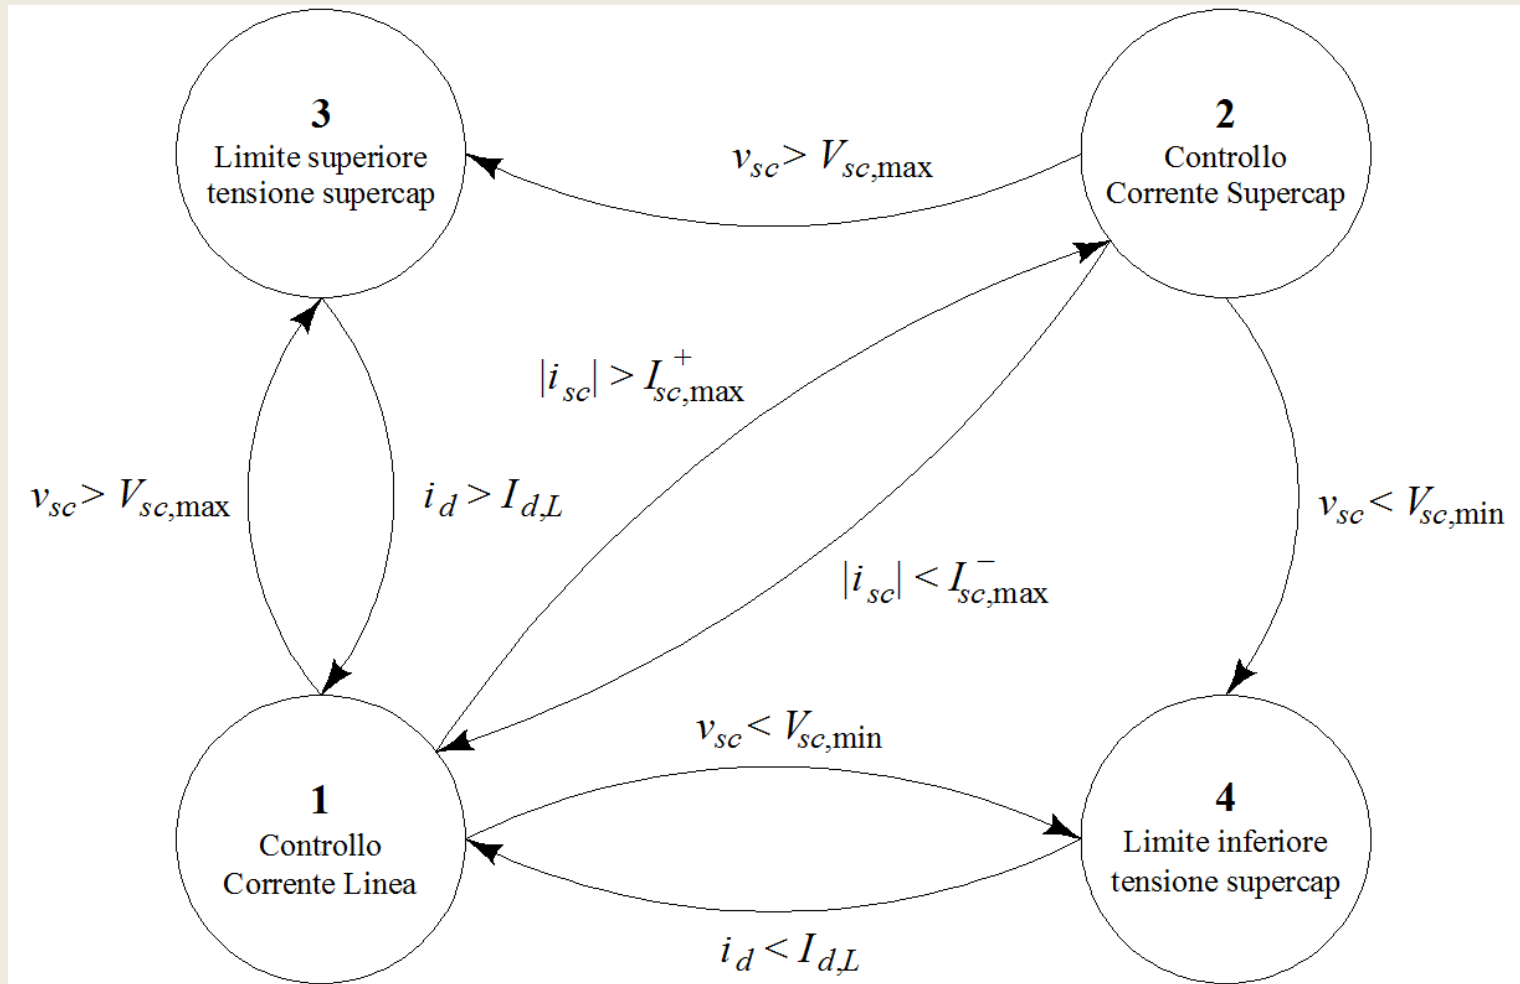 3
Limite superiore
tensione supercap
2
Controllo
Corrente Supercap
v_sc > V_sc,max
|i_sc| > I⁺_sc,max
v_sc > V_sc,max
i_d > I_d,L
v_sc < V_sc,min
|i_sc| < I⁻_sc,max
v_sc < V_sc,min
1
Controllo
Corrente Linea
4
Limite inferiore
tensione supercap
i_d < I_d,L